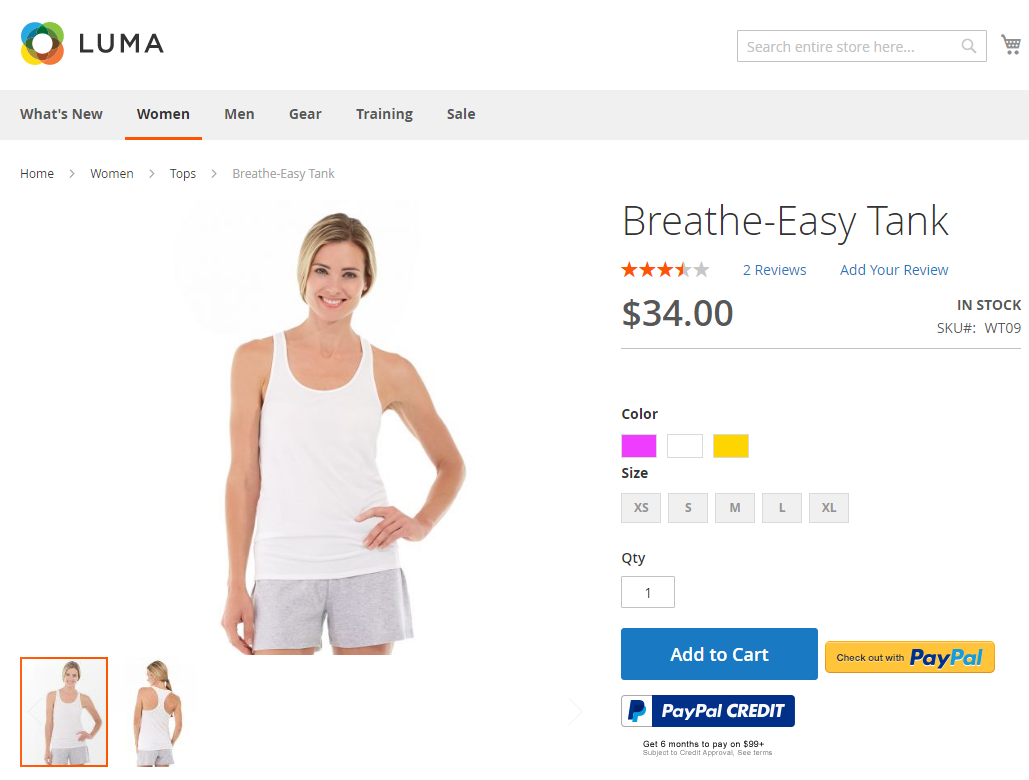 LUMA
Search entire store here...
What's New Women Men Gear Training Sale
Home > Women > Tops > Breathe-Easy Tank
Breathe-Easy Tank
2 Reviews Add Your Review
$34.00
IN STOCK
SKU#: WT09
Color
Size
XS S M L XL
Qty
1
Add to Cart
Check out with PayPal
PayPal CREDIT
Get 6 months to pay on $99+
Subject to Credit Approval. See terms